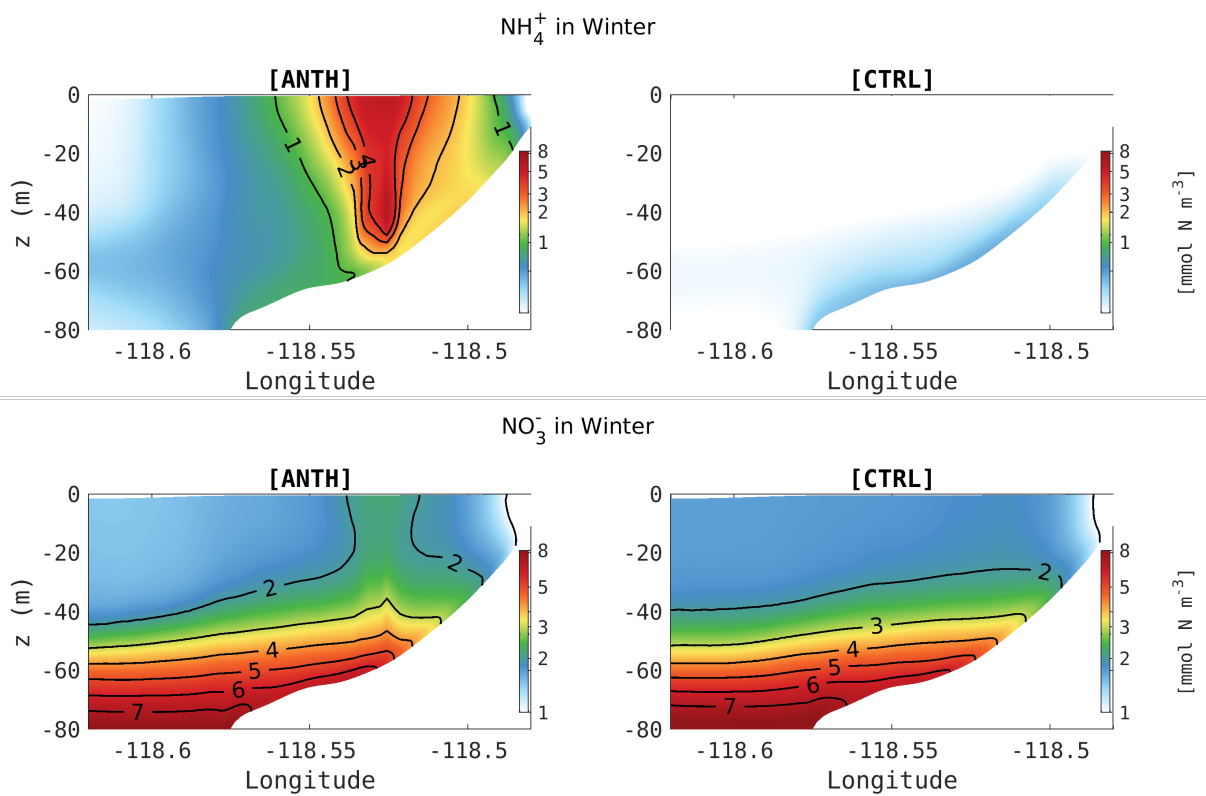 NH₄⁺ in Winter
[ANTH] [CTRL]
0 -20 -40 -60 -80
z (m)
1 2 3 4 1
8 5 3 2 1
-118.6 -118.55 -118.5
Longitude
0 -20 -40 -60 -80
8 5 3 2 1
[mmol N m⁻³]
-118.6 -118.55 -118.5
Longitude
NO₃⁻ in Winter
[ANTH] [CTRL]
0 -20 -40 -60 -80
z (m)
2 2 4 5 6 7
8 5 3 2 1
-118.6 -118.55 -118.5
Longitude
0 -20 -40 -60 -80
2 3 4 5 6 7
8 5 3 2 1
[mmol N m⁻³]
-118.6 -118.55 -118.5
Longitude